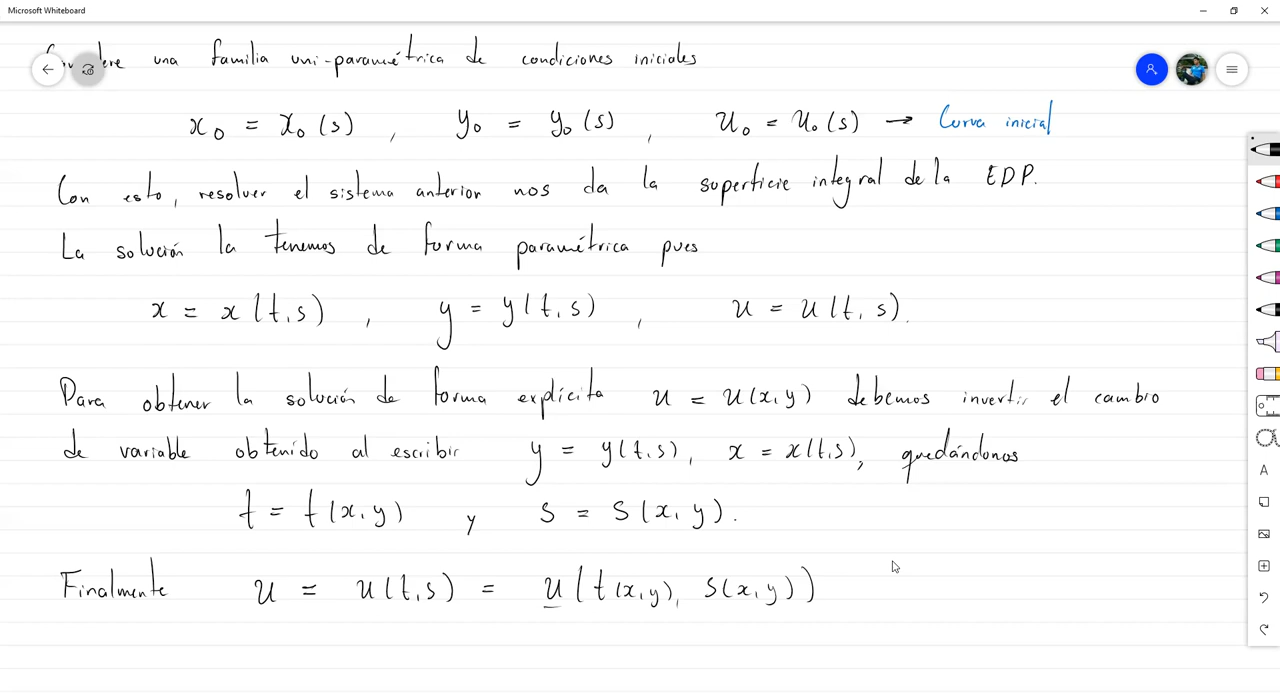 Microsoft Whiteboard
una familia uni-paramétrica de condiciones iniciales
x₀ = x₀(s) , y₀ = y₀(s) , u₀ = u₀(s) → Curva inicial
Con esto, resolver el sistema anterior nos da la superficie integral de la EDP.
La solución la tenemos de forma paramétrica pues
x = x(t,s) , y = y(t,s) , u = u(t,s).
Para obtener la solución de forma explícita u = u(x,y) debemos invertir el cambio
de variable obtenido al escribir y = y(t,s), x = x(t,s), quedándonos
t = t(x,y) y s = s(x,y).
Finalmente u = u(t,s) = u(t(x,y), s(x,y))
A